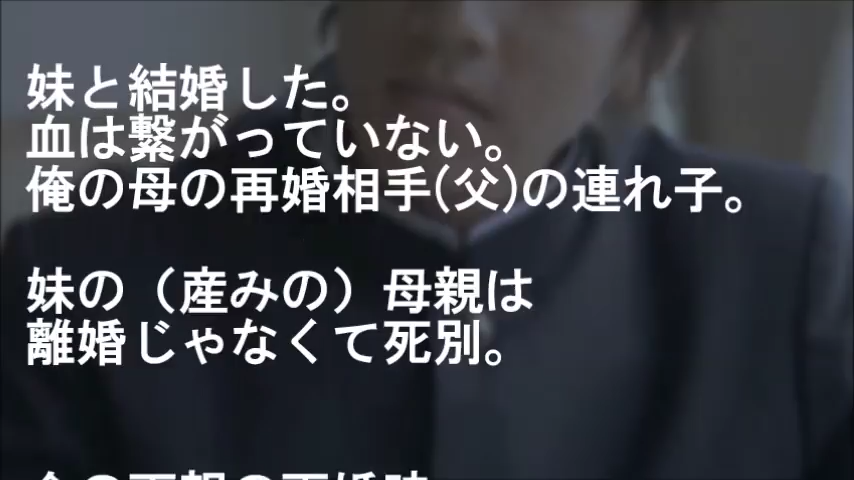 妹と結婚した。
血は繋がっていない。
俺の母の再婚相手(父)の連れ子。
妹の（産みの）母親は
離婚じゃなくて死別。